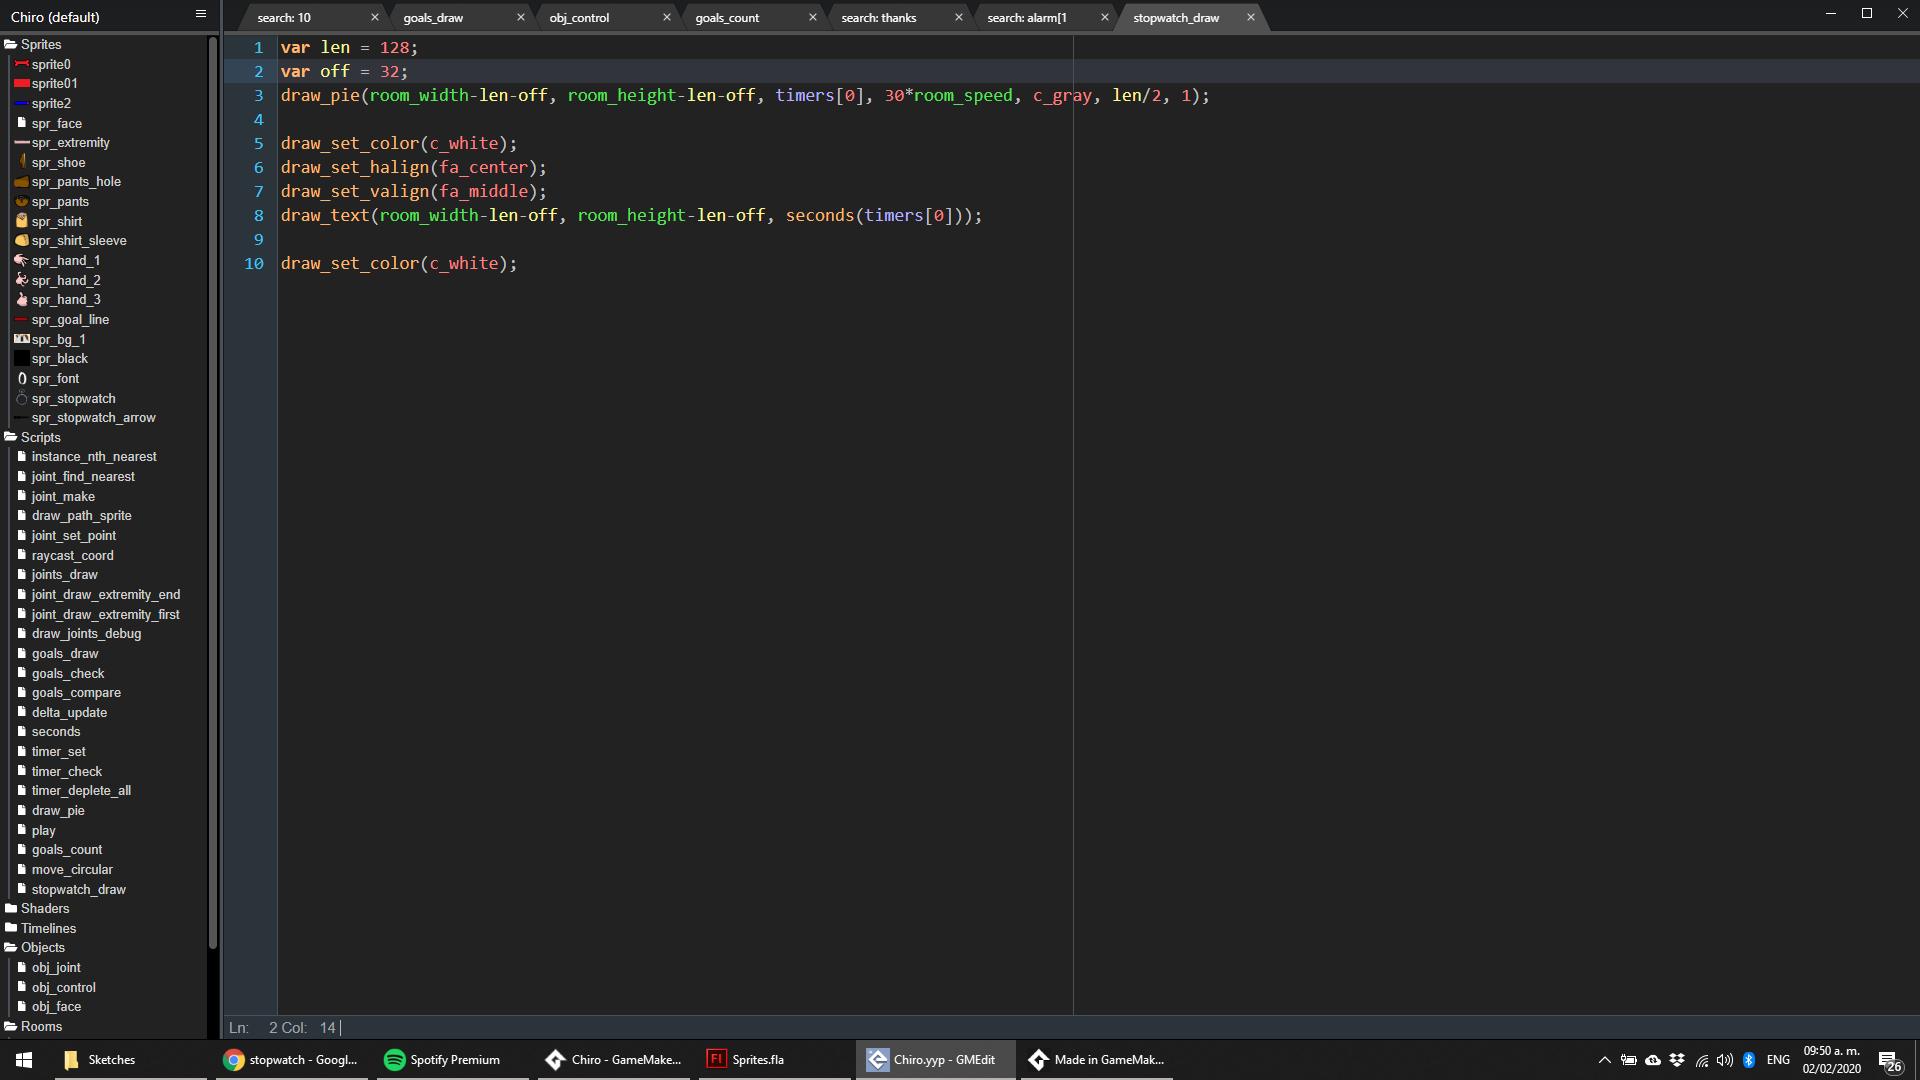 Chiro (default)
search: 10
goals_draw
obj_control
goals_count
search: thanks
search: alarm[1
stopwatch_draw
Sprites
sprite0
sprite01
sprite2
spr_face
spr_extremity
spr_shoe
spr_pants_hole
spr_pants
spr_shirt
spr_shirt_sleeve
spr_hand_1
spr_hand_2
spr_hand_3
spr_goal_line
spr_bg_1
spr_black
spr_font
spr_stopwatch
spr_stopwatch_arrow
Scripts
instance_nth_nearest
joint_find_nearest
joint_make
draw_path_sprite
joint_set_point
raycast_coord
joints_draw
joint_draw_extremity_end
joint_draw_extremity_first
draw_joints_debug
goals_draw
goals_check
goals_compare
delta_update
seconds
timer_set
timer_check
timer_deplete_all
draw_pie
play
goals_count
move_circular
stopwatch_draw
Shaders
Timelines
Objects
obj_joint
obj_control
obj_face
Rooms
1 var len = 128;
2 var off = 32;
3 draw_pie(room_width-len-off, room_height-len-off, timers[0], 30*room_speed, c_gray, len/2, 1);
4
5 draw_set_color(c_white);
6 draw_set_halign(fa_center);
7 draw_set_valign(fa_middle);
8 draw_text(room_width-len-off, room_height-len-off, seconds(timers[0]));
9
10 draw_set_color(c_white);
Ln: 2 Col: 14
Sketches
stopwatch - Googl...
Spotify Premium
Chiro - GameMake...
Fl
Sprites.fla
Chiro.yyp - GMEdit
Made in GameMak...
ENG
09:50 a. m.
02/02/2020
26